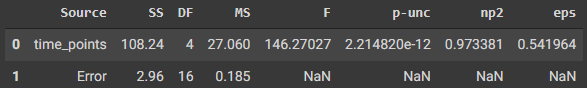 Source SS DF MS F p-unc np2 eps
0 time_points 108.24 4 27.060 146.27027 2.214820e-12 0.973381 0.541964
1 Error 2.96 16 0.185 NaN NaN NaN NaN